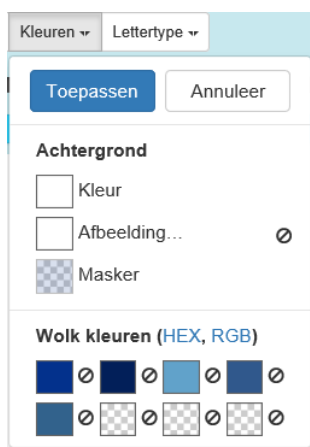 Kleuren Lettertype
Toepassen Annuleer
Achtergrond
Kleur
Afbeelding...
Masker
Wolk kleuren (HEX, RGB)